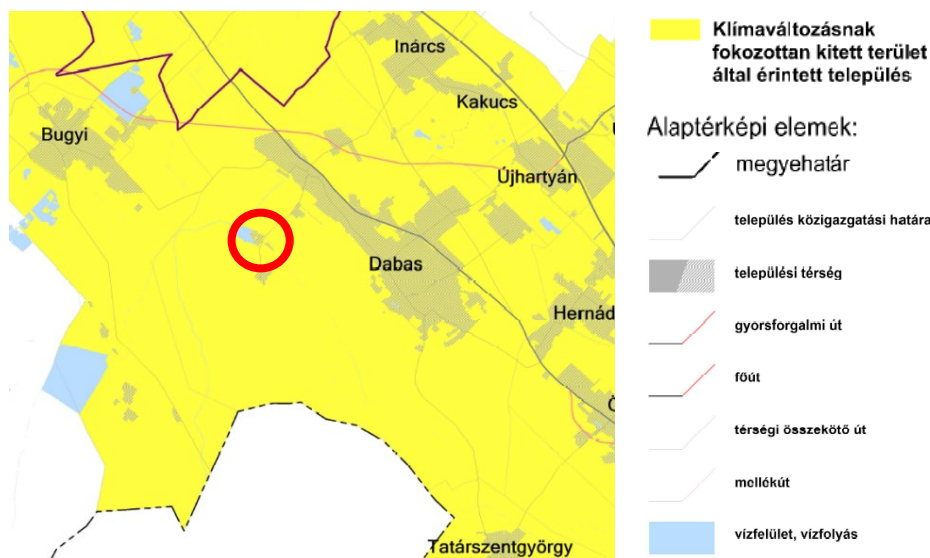 Inárcs
Kakucs
Bugyi
Újhartyán
Dabas
Hernád
Tatárszentgyörgy
Klímaváltozásnak
fokozottan kitett terület
által érintett település
Alaptérképi elemek:
megyehatár
település közigazgatási határa
települési térség
gyorsforgalmi út
főút
térségi összekötő út
mellékút
vízfelület, vízfolyás